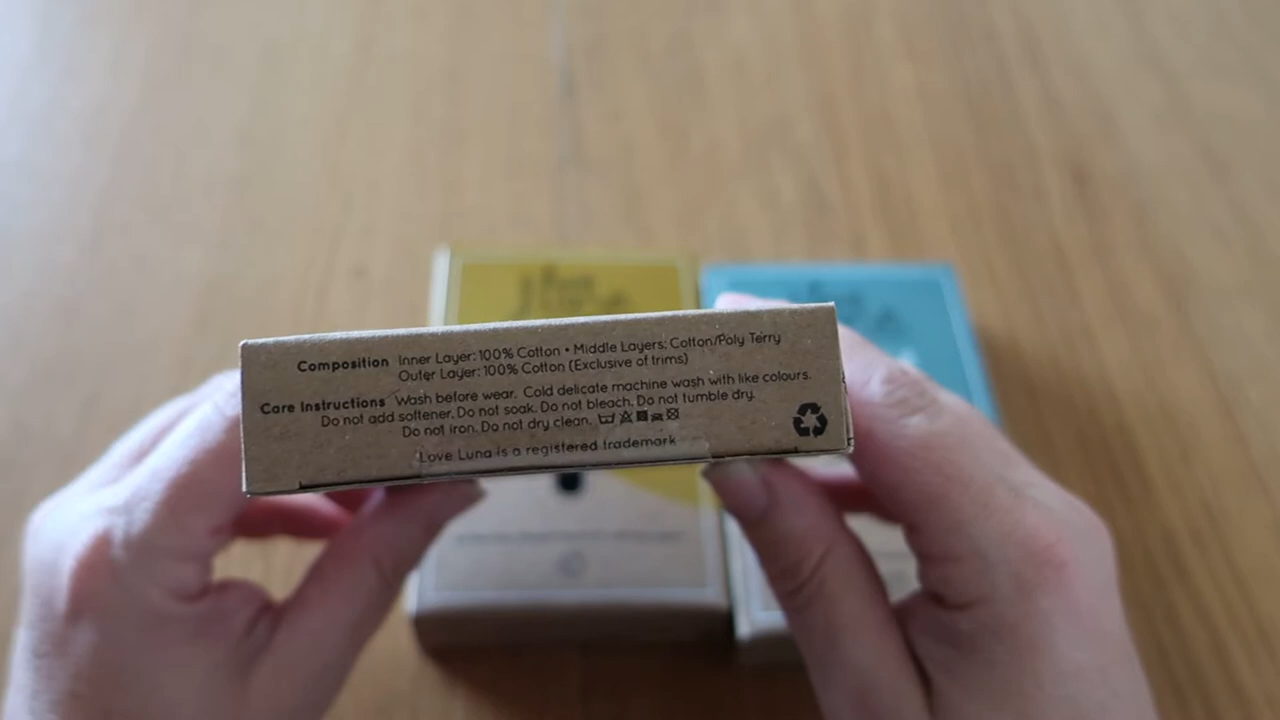 Composition Inner Layer: 100% Cotton • Middle Layers: Cotton/Poly Terry
Outer Layer: 100% Cotton (Exclusive of trims)
Care Instructions Wash before wear. Cold delicate machine wash with like colours.
Do not add softener. Do not soak. Do not bleach. Do not tumble dry.
Do not iron. Do not dry clean.
Love Luna is a registered trademark